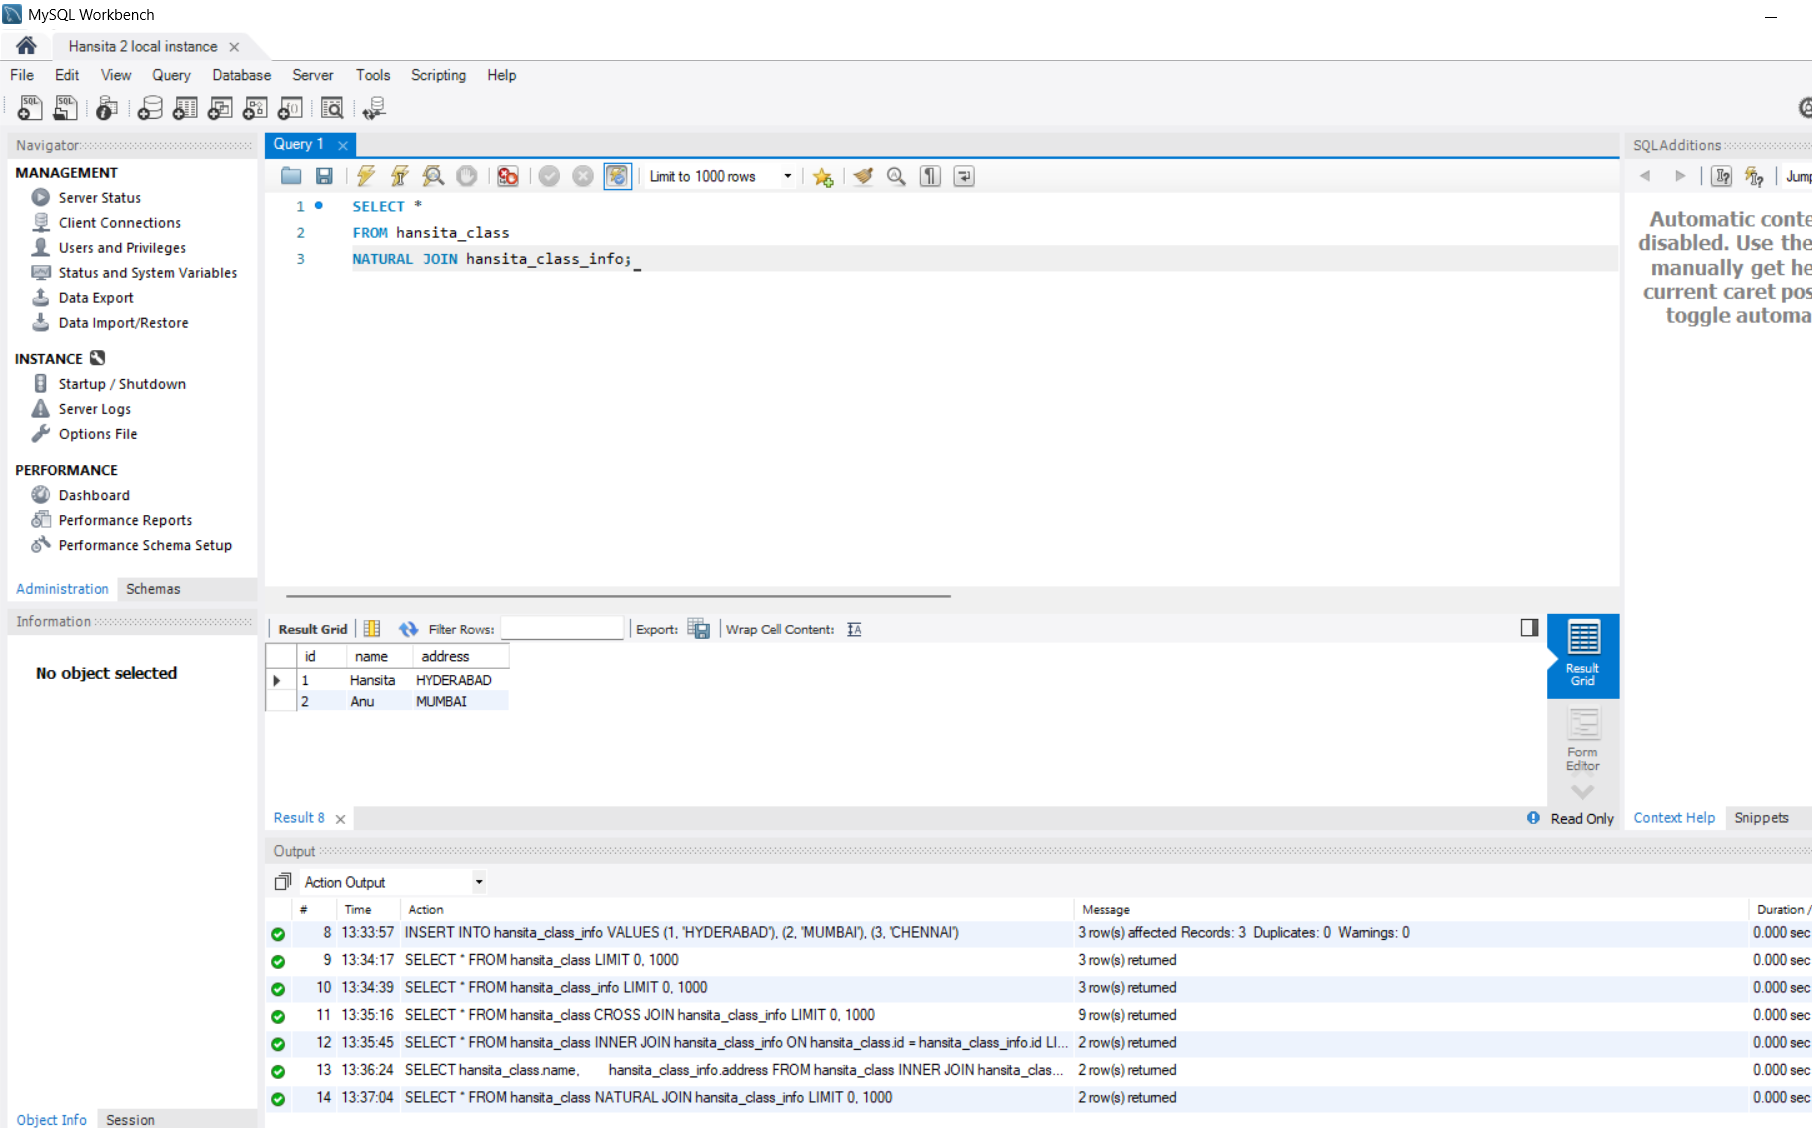 MySQL Workbench
Hansita 2 local instance
File Edit View Query Database Server Tools Scripting Help
Navigator
MANAGEMENT
Server Status
Client Connections
Users and Privileges
Status and System Variables
Data Export
Data Import/Restore
INSTANCE
Startup / Shutdown
Server Logs
Options File
PERFORMANCE
Dashboard
Performance Reports
Performance Schema Setup
Administration Schemas
Information
No object selected
Object Info Session
Query 1
Limit to 1000 rows
1 SELECT *
2 FROM hansita_class
3 NATURAL JOIN hansita_class_info;
Result Grid Filter Rows: Export: Wrap Cell Content:
id name address
1 Hansita HYDERABAD
2 Anu MUMBAI
Result
Grid
Form
Editor
Result 8 Read Only
SQLAdditions
Jump
Automatic conte
disabled. Use the
manually get he
current caret pos
toggle automa
Context Help Snippets
Output
Action Output
# Time Action Message Duration /
8 13:33:57 INSERT INTO hansita_class_info VALUES (1, 'HYDERABAD'), (2, 'MUMBAI'), (3, 'CHENNAI') 3 row(s) affected Records: 3 Duplicates: 0 Warnings: 0 0.000 sec
9 13:34:17 SELECT * FROM hansita_class LIMIT 0, 1000 3 row(s) returned 0.000 sec
10 13:34:39 SELECT * FROM hansita_class_info LIMIT 0, 1000 3 row(s) returned 0.000 sec
11 13:35:16 SELECT * FROM hansita_class CROSS JOIN hansita_class_info LIMIT 0, 1000 9 row(s) returned 0.000 sec
12 13:35:45 SELECT * FROM hansita_class INNER JOIN hansita_class_info ON hansita_class.id = hansita_class_info.id LI... 2 row(s) returned 0.000 sec
13 13:36:24 SELECT hansita_class.name, hansita_class_info.address FROM hansita_class INNER JOIN hansita_clas... 2 row(s) returned 0.000 sec
14 13:37:04 SELECT * FROM hansita_class NATURAL JOIN hansita_class_info LIMIT 0, 1000 2 row(s) returned 0.000 sec